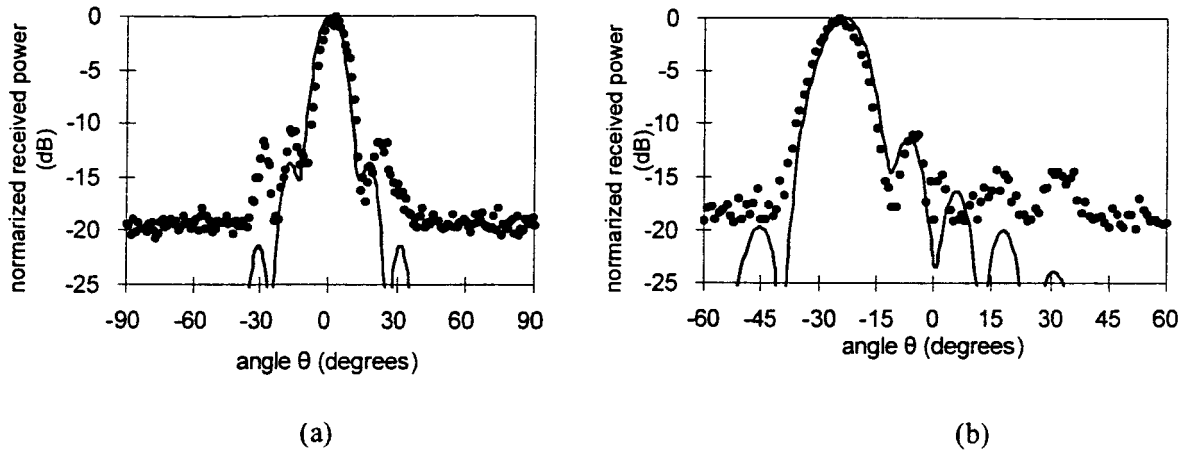 normarized received power
(dB)
0
-5
-10
-15
-20
-25
-90 -60 -30 0 30 60 90
angle θ (degrees)
(a)
normarized received power
(dB)
0
-5
-10
-15
-20
-25
-60 -45 -30 -15 0 15 30 45 60
angle θ (degrees)
(b)